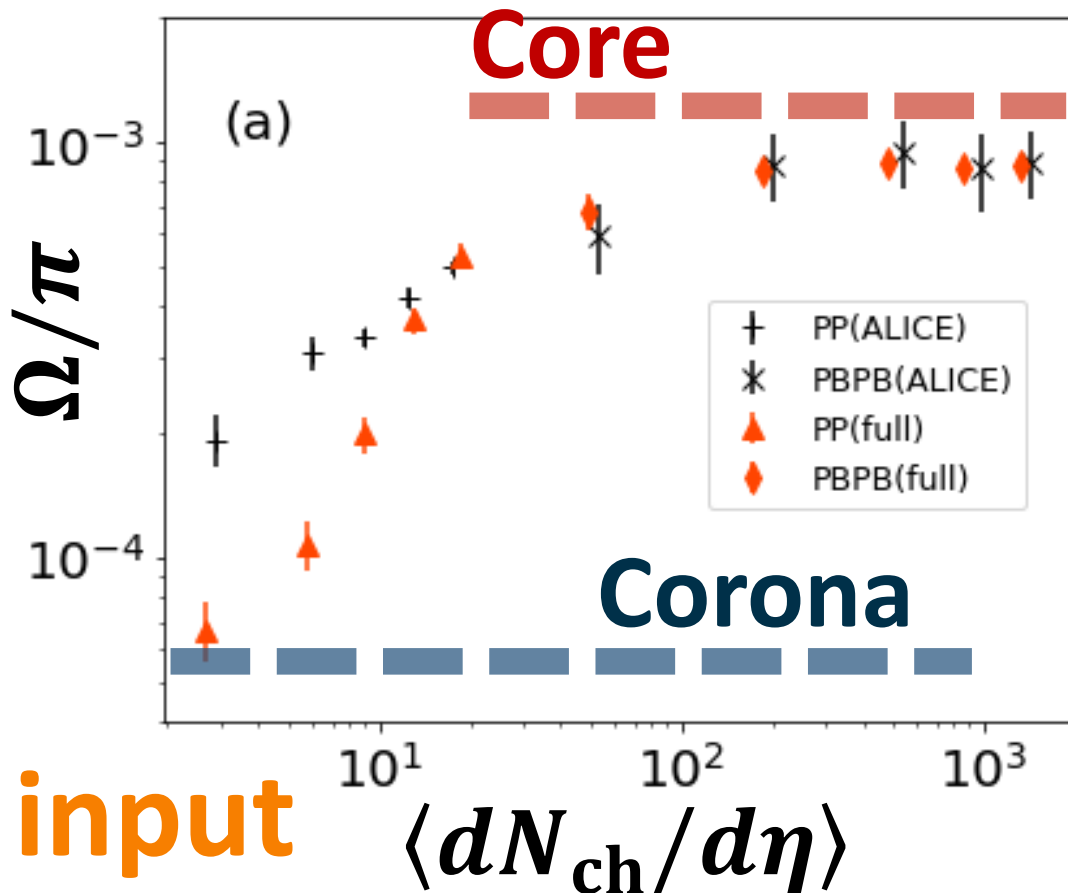 Core
(a)
10⁻³
Ω/π
PP(ALICE)
PBPB(ALICE)
PP(full)
PBPB(full)
10⁻⁴
Corona
10¹ 10² 10³
input
⟨dN_ch/dη⟩